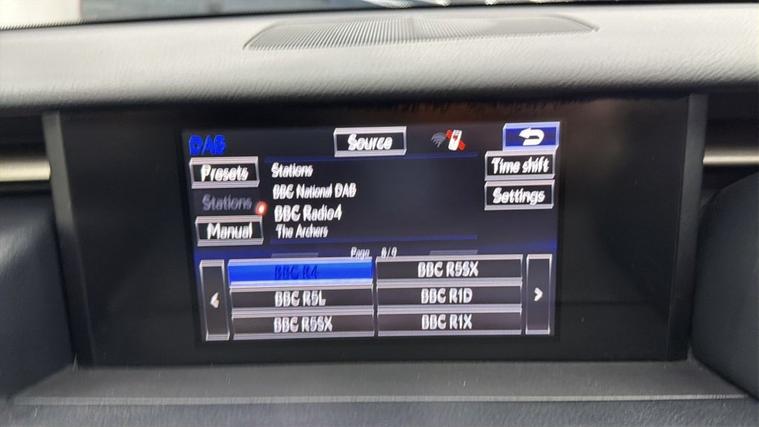 DAB
Source
Presets
Stations
Time shift
BBC National DAB
Settings
Stations
BBC Radio4
Manual
The Archers
Page
BBC R4
BBC R5SX
BBC R5L
BBC R1D
BBC R5SX
BBC R1X